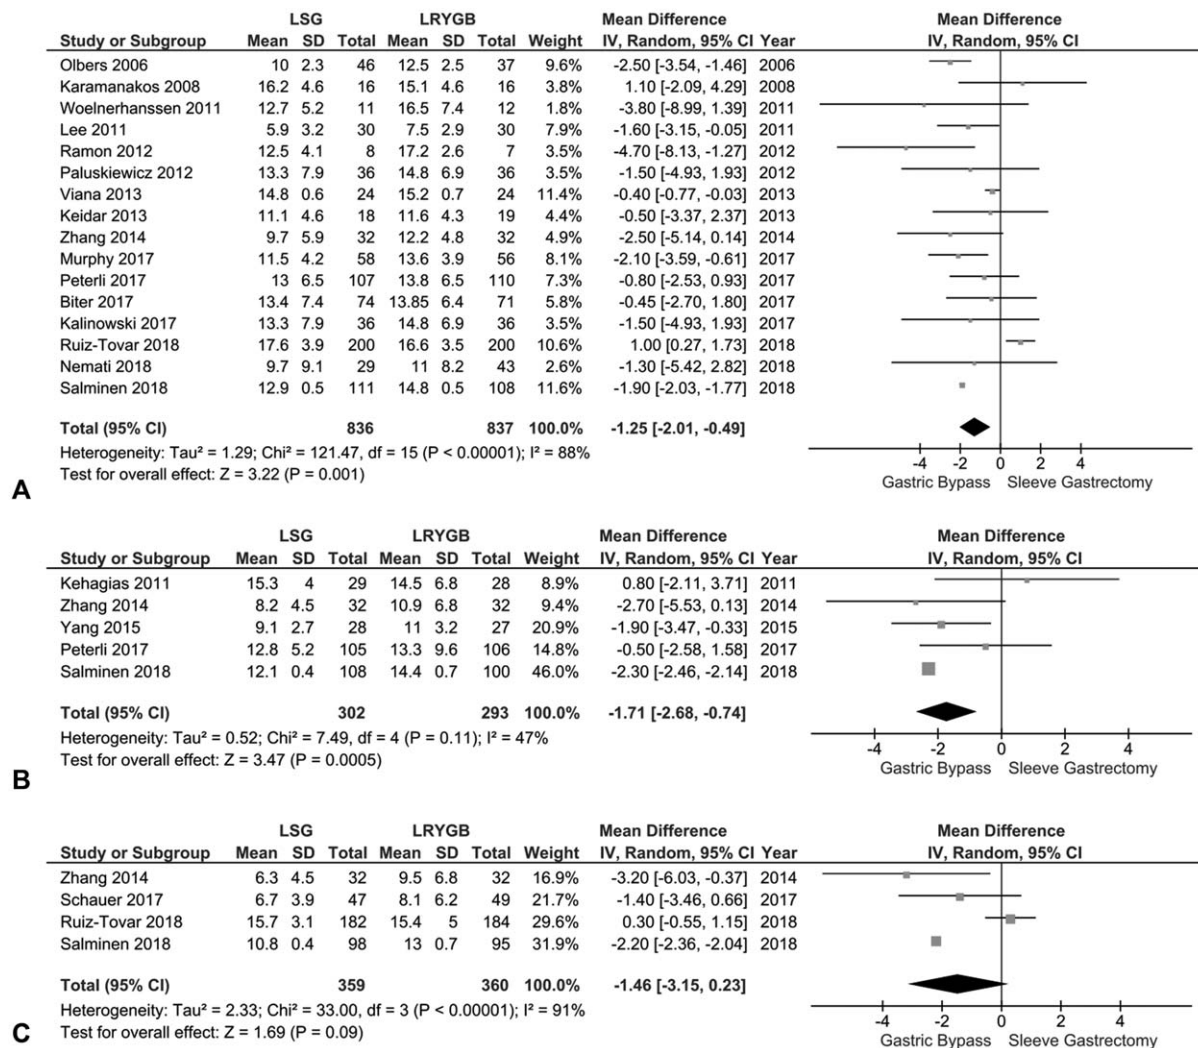 LSG LRYGB Mean Difference Mean Difference
Study or Subgroup Mean SD Total Mean SD Total Weight IV, Random, 95% CI Year IV, Random, 95% CI
Olbers 2006 10 2.3 46 12.5 2.5 37 9.6% -2.50 [-3.54, -1.46] 2006
Karamanakos 2008 16.2 4.6 16 15.1 4.6 16 3.8% 1.10 [-2.09, 4.29] 2008
Woelnerhanssen 2011 12.7 5.2 11 16.5 7.4 12 1.8% -3.80 [-8.99, 1.39] 2011
Lee 2011 5.9 3.2 30 7.5 2.9 30 7.9% -1.60 [-3.15, -0.05] 2011
Ramon 2012 12.5 4.1 8 17.2 2.6 7 3.5% -4.70 [-8.13, -1.27] 2012
Paluskiewicz 2012 13.3 7.9 36 14.8 6.9 36 3.5% -1.50 [-4.93, 1.93] 2012
Viana 2013 14.8 0.6 24 15.2 0.7 24 11.4% -0.40 [-0.77, -0.03] 2013
Keidar 2013 11.1 4.6 18 11.6 4.3 19 4.4% -0.50 [-3.37, 2.37] 2013
Zhang 2014 9.7 5.9 32 12.2 4.8 32 4.9% -2.50 [-5.14, 0.14] 2014
Murphy 2017 11.5 4.2 58 13.6 3.9 56 8.1% -2.10 [-3.59, -0.61] 2017
Peterli 2017 13 6.5 107 13.8 6.5 110 7.3% -0.80 [-2.53, 0.93] 2017
Biter 2017 13.4 7.4 74 13.85 6.4 71 5.8% -0.45 [-2.70, 1.80] 2017
Kalinowski 2017 13.3 7.9 36 14.8 6.9 36 3.5% -1.50 [-4.93, 1.93] 2017
Ruiz-Tovar 2018 17.6 3.9 200 16.6 3.5 200 10.6% 1.00 [0.27, 1.73] 2018
Nemati 2018 9.7 9.1 29 11 8.2 43 2.6% -1.30 [-5.42, 2.82] 2018
Salminen 2018 12.9 0.5 111 14.8 0.5 108 11.6% -1.90 [-2.03, -1.77] 2018
Total (95% CI) 836 837 100.0% -1.25 [-2.01, -0.49]
Heterogeneity: Tau² = 1.29; Chi² = 121.47, df = 15 (P < 0.00001); I² = 88%
Test for overall effect: Z = 3.22 (P = 0.001)
-4 -2 0 2 4
Gastric Bypass Sleeve Gastrectomy
A
LSG LRYGB Mean Difference Mean Difference
Study or Subgroup Mean SD Total Mean SD Total Weight IV, Random, 95% CI Year IV, Random, 95% CI
Kehagias 2011 15.3 4 29 14.5 6.8 28 8.9% 0.80 [-2.11, 3.71] 2011
Zhang 2014 8.2 4.5 32 10.9 6.8 32 9.4% -2.70 [-5.53, 0.13] 2014
Yang 2015 9.1 2.7 28 11 3.2 27 20.9% -1.90 [-3.47, -0.33] 2015
Peterli 2017 12.8 5.2 105 13.3 9.6 106 14.8% -0.50 [-2.58, 1.58] 2017
Salminen 2018 12.1 0.4 108 14.4 0.7 100 46.0% -2.30 [-2.46, -2.14] 2018
Total (95% CI) 302 293 100.0% -1.71 [-2.68, -0.74]
Heterogeneity: Tau² = 0.52; Chi² = 7.49, df = 4 (P = 0.11); I² = 47%
Test for overall effect: Z = 3.47 (P = 0.0005)
-4 -2 0 2 4
Gastric Bypass Sleeve Gastrectomy
B
LSG LRYGB Mean Difference Mean Difference
Study or Subgroup Mean SD Total Mean SD Total Weight IV, Random, 95% CI Year IV, Random, 95% CI
Zhang 2014 6.3 4.5 32 9.5 6.8 32 16.9% -3.20 [-6.03, -0.37] 2014
Schauer 2017 6.7 3.9 47 8.1 6.2 49 21.7% -1.40 [-3.46, 0.66] 2017
Ruiz-Tovar 2018 15.7 3.1 182 15.4 5 184 29.6% 0.30 [-0.55, 1.15] 2018
Salminen 2018 10.8 0.4 98 13 0.7 95 31.9% -2.20 [-2.36, -2.04] 2018
Total (95% CI) 359 360 100.0% -1.46 [-3.15, 0.23]
Heterogeneity: Tau² = 2.33; Chi² = 33.00, df = 3 (P < 0.00001); I² = 91%
Test for overall effect: Z = 1.69 (P = 0.09)
-4 -2 0 2 4
Gastric Bypass Sleeve Gastrectomy
C